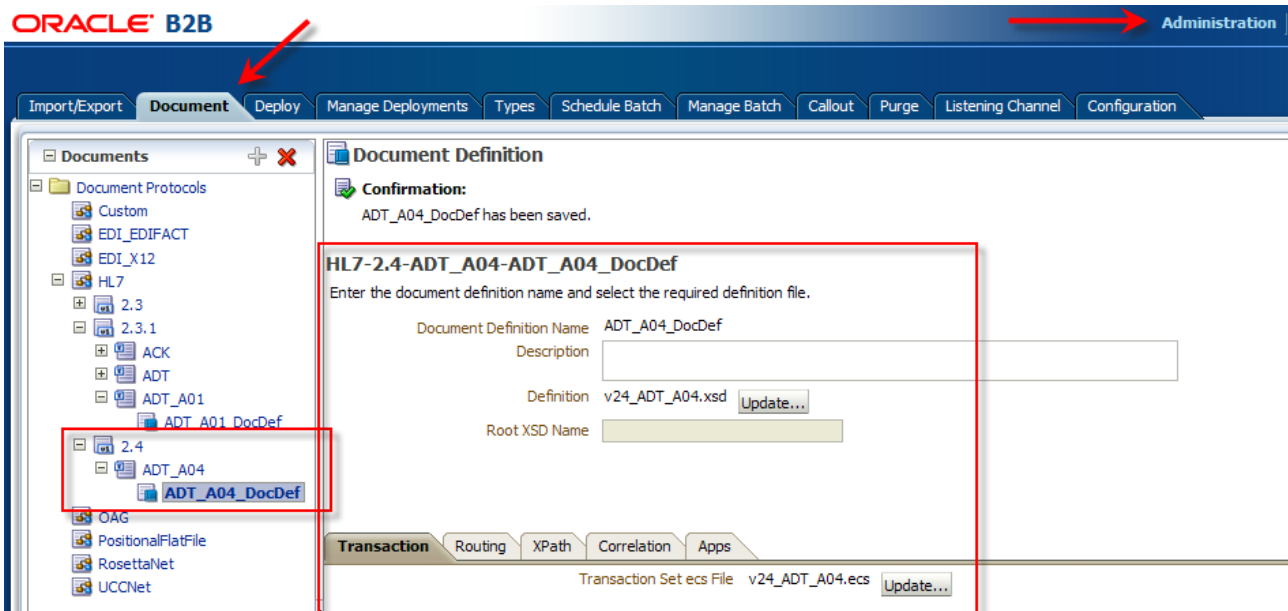 ORACLE B2B
Administration
Import/Export Document Deploy Manage Deployments Types Schedule Batch Manage Batch Callout Purge Listening Channel Configuration
Documents
Document Protocols
Custom
EDI_EDIFACT
EDI_X12
HL7
2.3
2.3.1
ACK
ADT
ADT_A01
ADT_A01_DocDef
2.4
ADT_A04
ADT_A04_DocDef
OAG
PositionalFlatFile
RosettaNet
UCCNet
Document Definition
Confirmation:
ADT_A04_DocDef has been saved.
HL7-2.4-ADT_A04-ADT_A04_DocDef
Enter the document definition name and select the required definition file.
Document Definition Name ADT_A04_DocDef
Description
Definition v24_ADT_A04.xsd Update...
Root XSD Name
Transaction Routing XPath Correlation Apps
Transaction Set ecs File v24_ADT_A04.ecs Update...